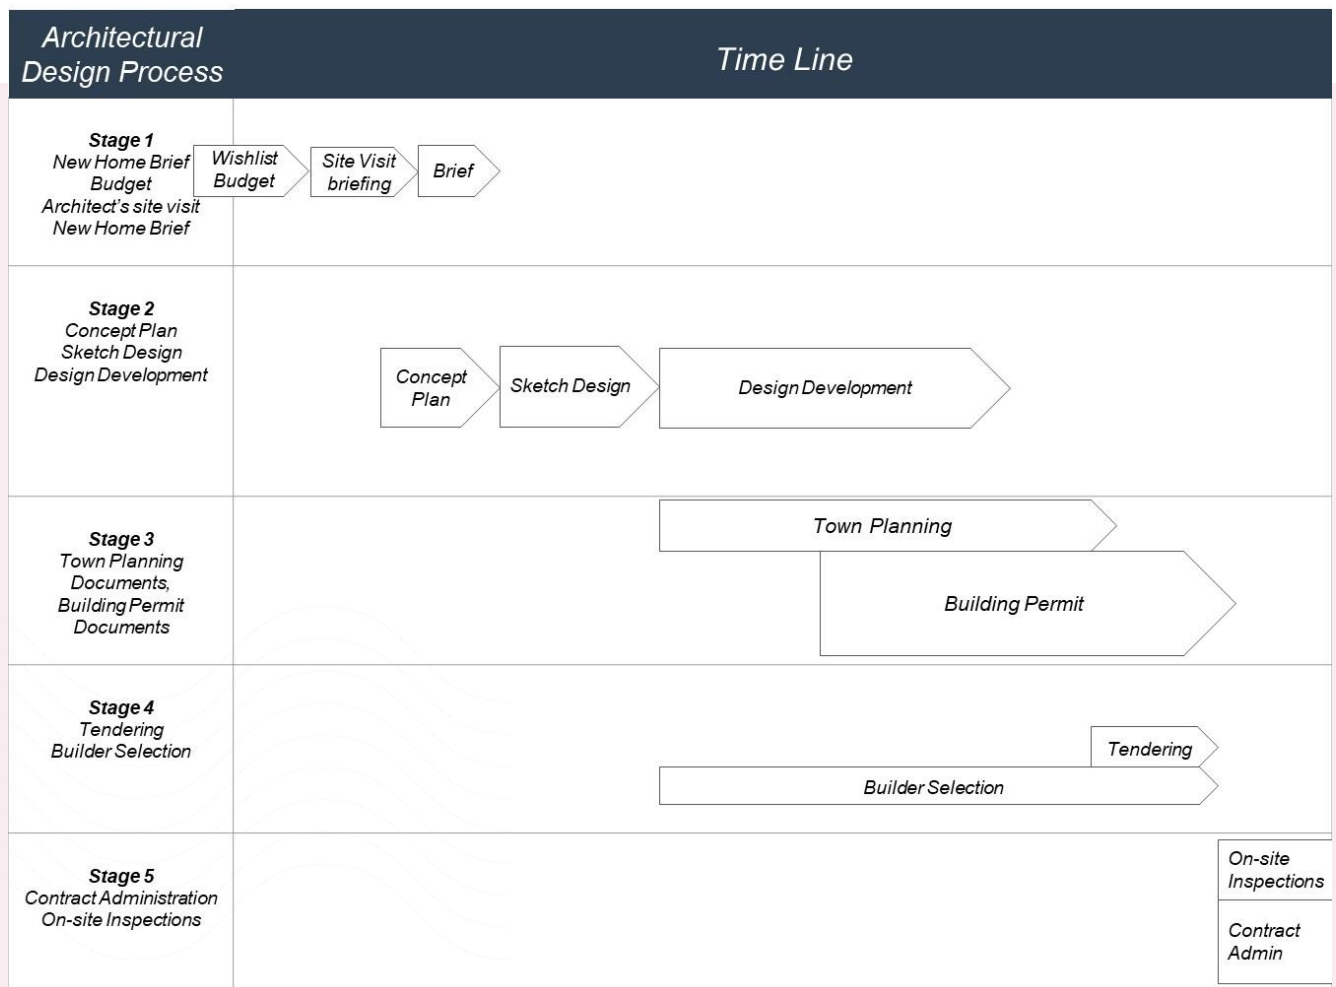 Architectural
Design Process
Time Line
Stage 1
New Home Brief
Budget
Architect's site visit
New Home Brief
Wishlist
Budget
Site Visit
briefing
Brief
Stage 2
Concept Plan
Sketch Design
Design Development
Concept
Plan
Sketch Design
Design Development
Stage 3
Town Planning
Documents,
Building Permit
Documents
Town Planning
Building Permit
Stage 4
Tendering
Builder Selection
Tendering
Builder Selection
Stage 5
Contract Administration
On-site Inspections
On-site
Inspections
Contract
Admin